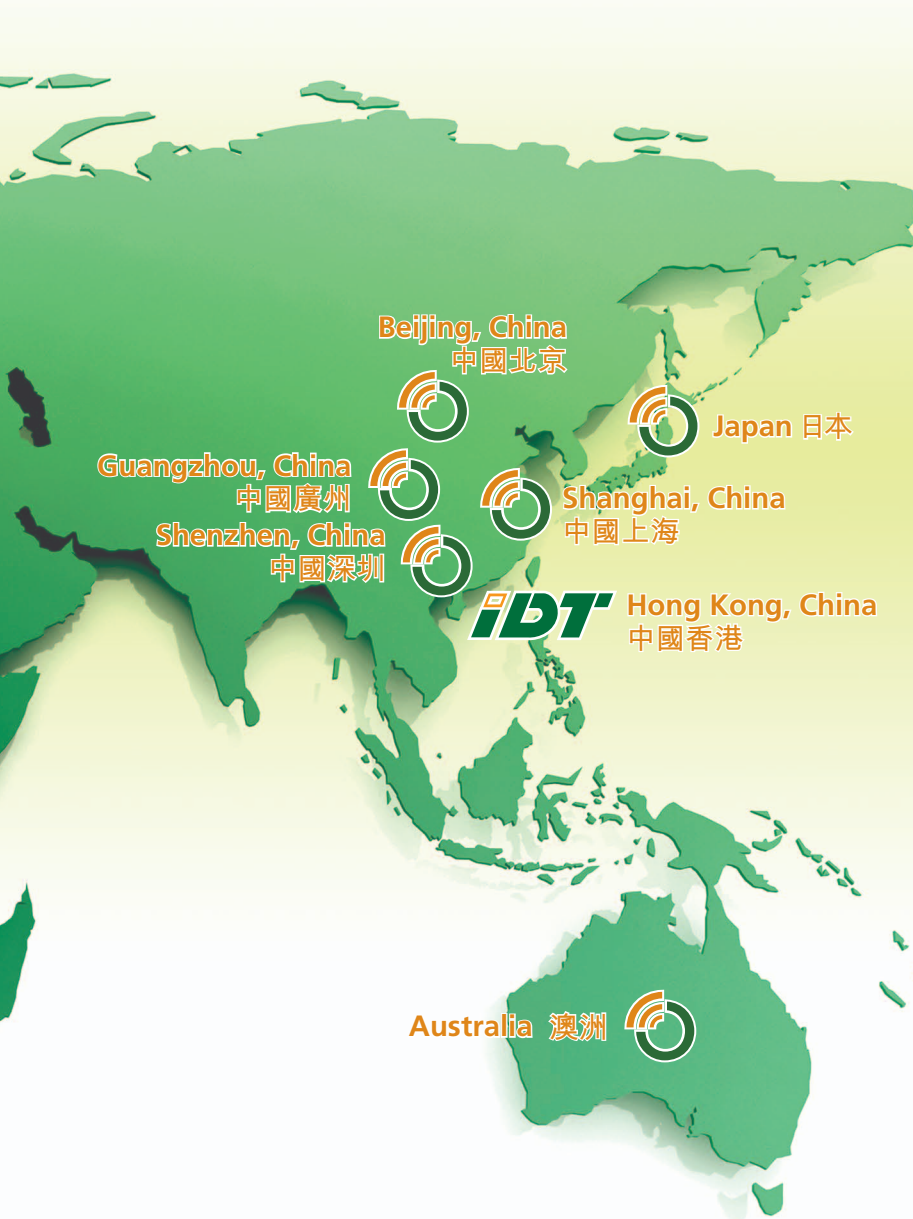 Beijing, China
中國北京
Japan 日本
Guangzhou, China
中國廣州
Shanghai, China
中國上海
Shenzhen, China
中國深圳
iDT
Hong Kong, China
中國香港
Australia 澳洲